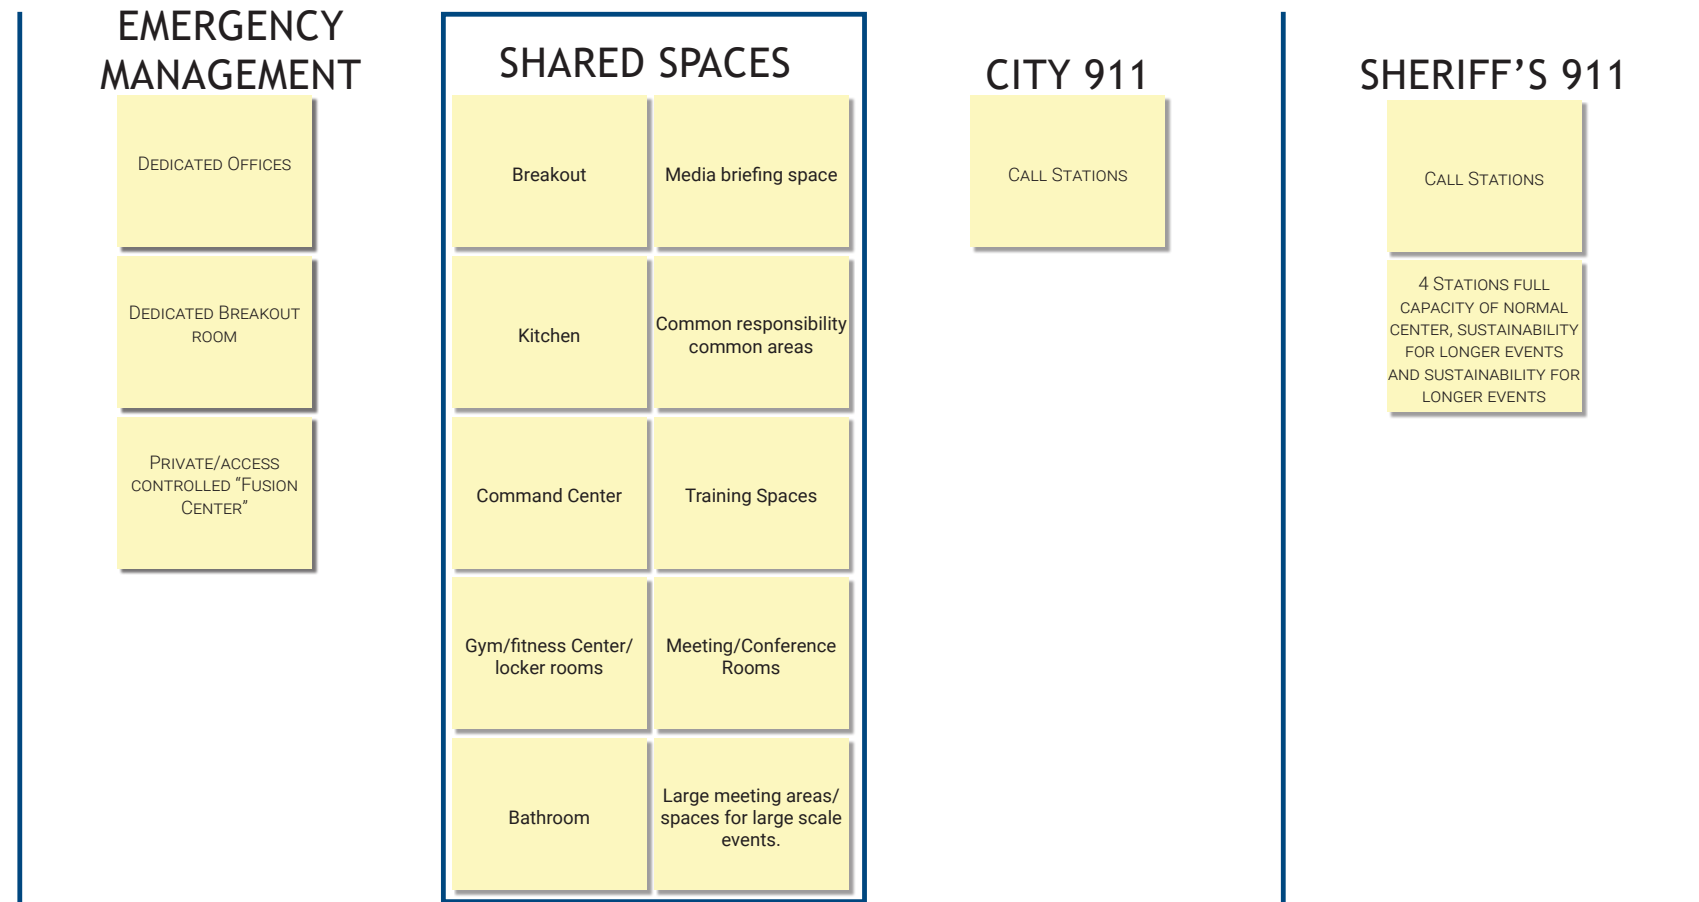 EMERGENCY
MANAGEMENT
Dedicated Offices
Dedicated Breakout
room
Private/access
controlled “Fusion
Center”
SHARED SPACES
Breakout
Media briefing space
Kitchen
Common responsibility
common areas
Command Center
Training Spaces
Gym/fitness Center/
locker rooms
Meeting/Conference
Rooms
Bathroom
Large meeting areas/
spaces for large scale
events.
CITY 911
Call Stations
SHERIFF’S 911
Call Stations
4 Stations full
capacity of normal
center, sustainability
for longer events
and sustainability for
longer events